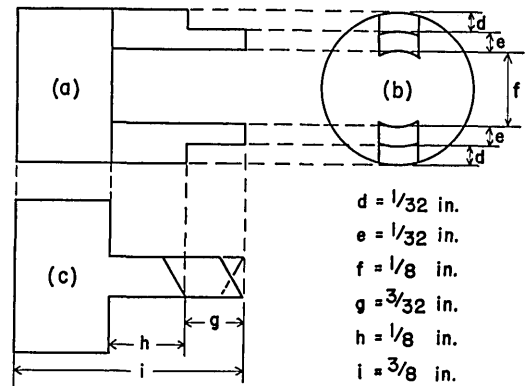 d
e
(a)
(b)
f
e
d
(c)
g
h
i
d = 1/32 in.
e = 1/32 in.
f = 1/8 in.
g = 3/32 in.
h = 1/8 in.
i = 3/8 in.